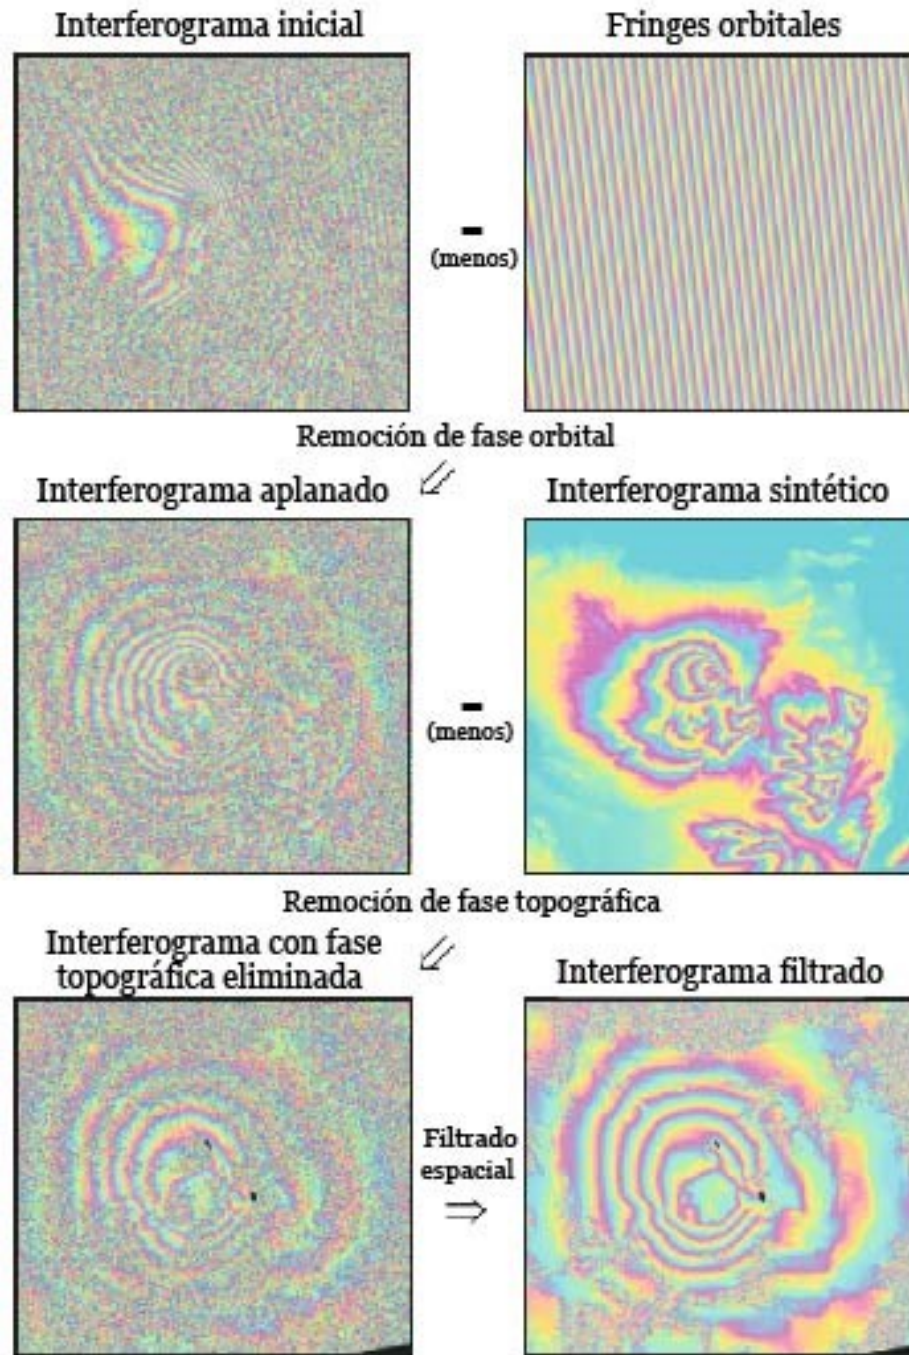 Interferograma inicial
Fringes orbitales
-
(menos)
Remoción de fase orbital
Interferograma aplanado
Interferograma sintético
-
(menos)
Remoción de fase topográfica
Interferograma con fase
topográfica eliminada
Interferograma filtrado
Filtrado
espacial